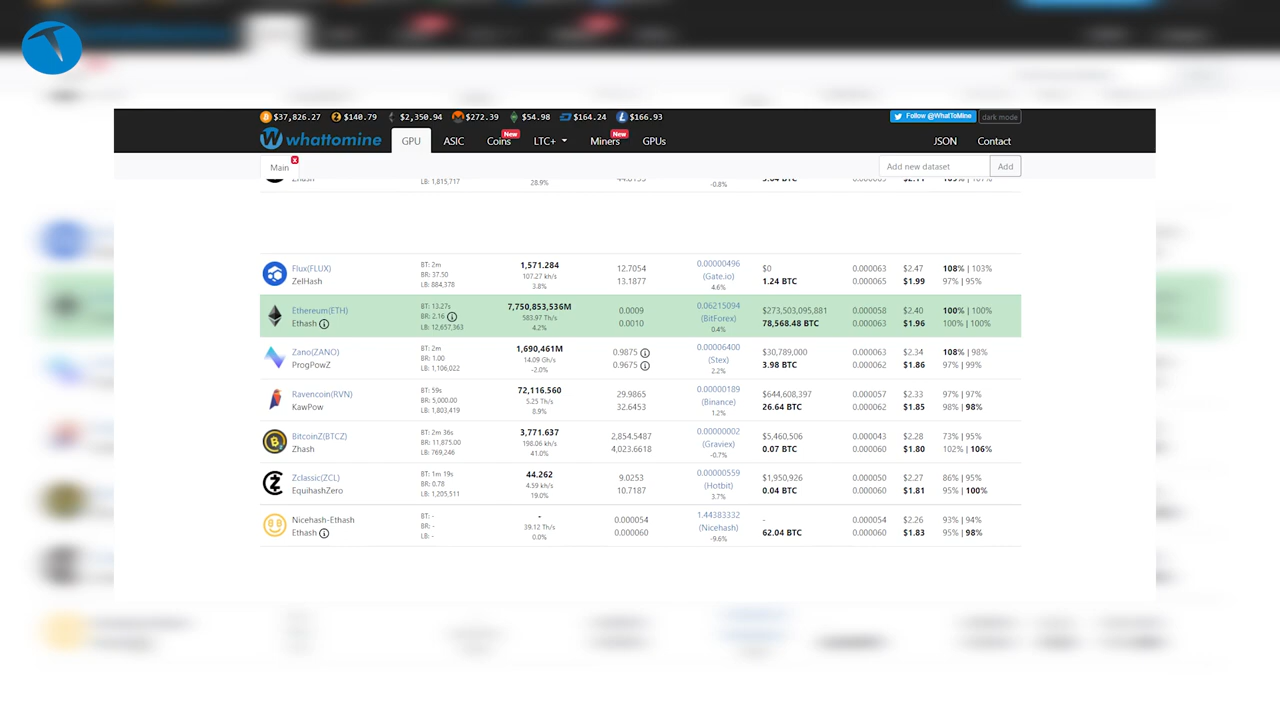 $37,826.27 $140.79 $2,350.94 $272.39 $54.98 $164.24 $166.93 Follow @WhatToMine dark mode
whattomine GPU ASIC Coins New LTC+ Miners New GPUs JSON Contact
Main x Add new dataset Add
LB: 1,815,717 28.9% -0.8%
Flux(FLUX) BT: 2m 1,571.284 12.7054 0.00000496 $0 0.000063 $2.47 108% | 103%
ZelHash BR: 37.50 107.27 kh/s 13.1877 (Gate.io) 1.24 BTC 0.000065 $1.99 97% | 95%
LB: 884,378 3.8% 4.6%
Ethereum(ETH) BT: 13.27s 7,750,853,536M 0.0009 0.06215094 $273,503,095,881 0.000058 $2.40 100% | 100%
Ethash BR: 2.16 583.97 Th/s 0.0010 (BitForex) 78,568.48 BTC 0.000063 $1.96 100% | 100%
LB: 12,657,363 4.2% 0.4%
Zano(ZANO) BT: 2m 1,690,461M 0.9875 0.00006400 $30,789,000 0.000063 $2.34 108% | 98%
ProgPowZ BR: 1.00 14.09 Gh/s 0.9675 (Stex) 3.98 BTC 0.000062 $1.86 97% | 99%
LB: 1,106,022 -2.0% 2.2%
Ravencoin(RVN) BT: 59s 72,116.560 29.9865 0.00000189 $644,608,397 0.000057 $2.33 97% | 97%
KawPow BR: 5,000.00 5.25 Th/s 32.6453 (Binance) 26.64 BTC 0.000062 $1.85 98% | 98%
LB: 1,803,419 8.9% 1.2%
BitcoinZ(BTCZ) BT: 2m 36s 3,771.637 2,854.5487 0.00000002 $5,460,506 0.000043 $2.28 73% | 95%
Zhash BR: 11,875.00 198.06 kh/s 4,023.6618 (Graviex) 0.07 BTC 0.000060 $1.80 102% | 106%
LB: 769,246 41.0% -0.7%
Zclassic(ZCL) BT: 1m 19s 44.262 9.0253 0.00000559 $1,950,926 0.000050 $2.27 86% | 95%
EquihashZero BR: 0.78 4.59 kh/s 10.7187 (Hotbit) 0.04 BTC 0.000060 $1.81 95% | 100%
LB: 1,205,511 19.0% 3.7%
Nicehash-Ethash BT: - - 0.000054 1.44383332 - 0.000054 $2.26 93% | 94%
Ethash BR: - 39.12 Th/s 0.000060 (Nicehash) 62.04 BTC 0.000060 $1.83 95% | 98%
LB: - 0.0% -9.6%